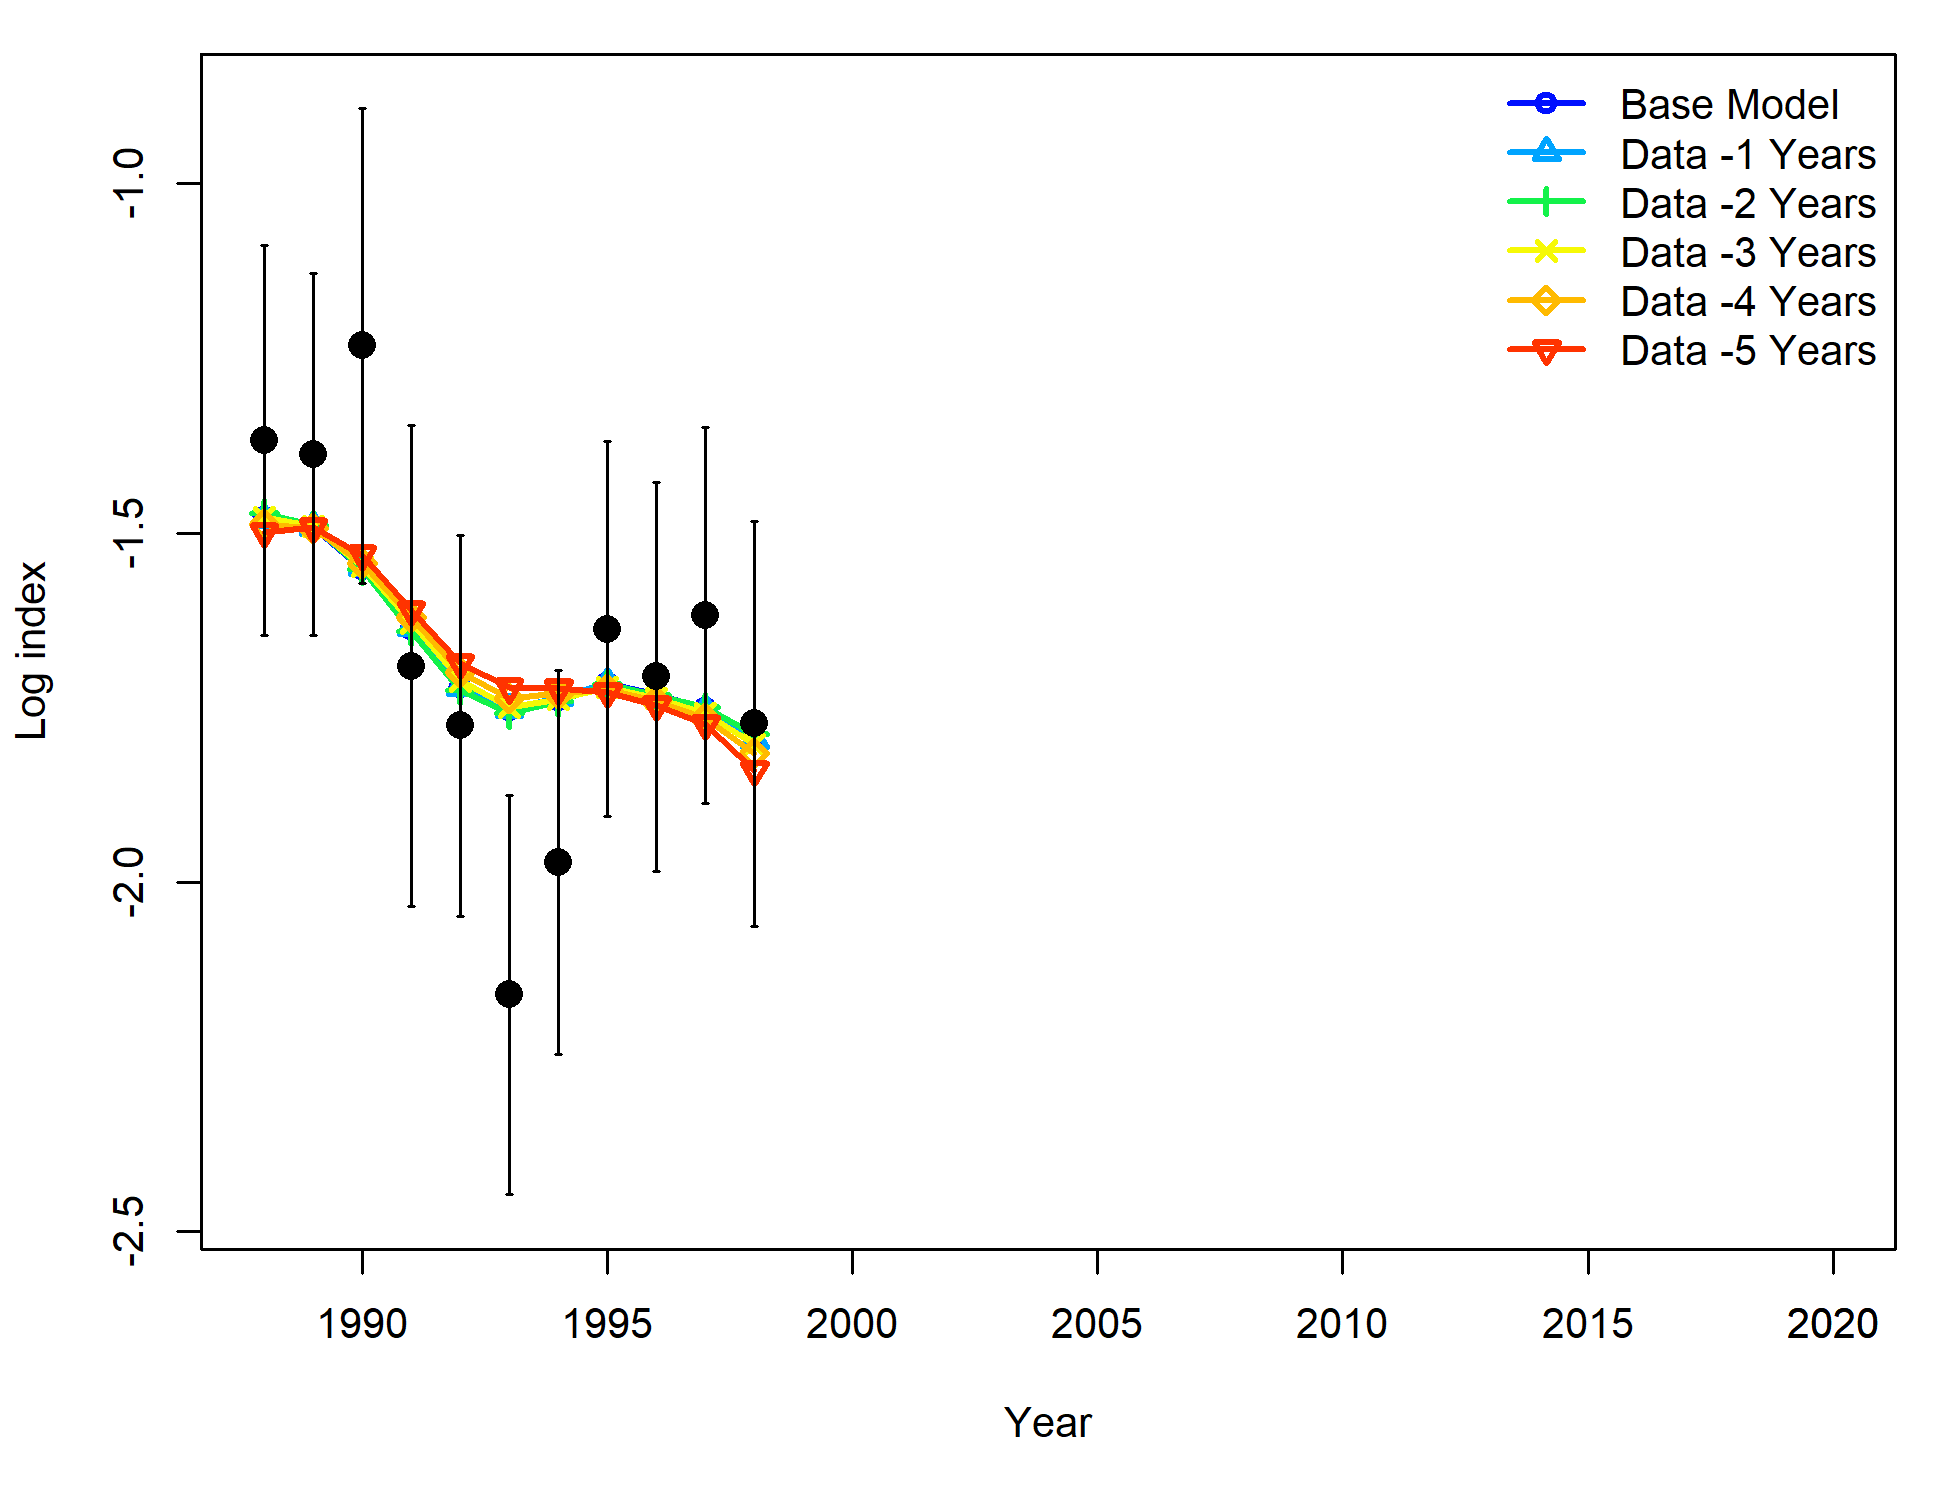 Base Model
Data -1 Years
Data -2 Years
Data -3 Years
Data -4 Years
Data -5 Years
Log index
-1.0
-1.5
-2.0
-2.5
1990 1995 2000 2005 2010 2015 2020
Year